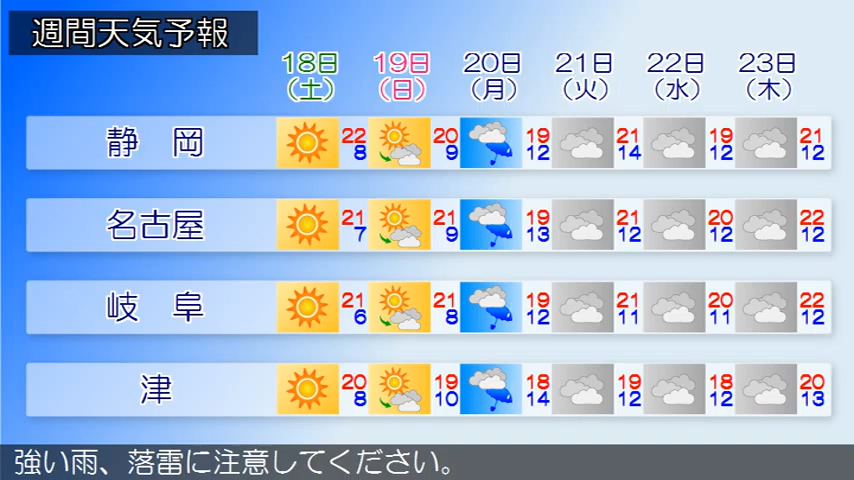 週間天気予報
18日 19日 20日 21日 22日 23日
（土） （日） （月） （火） （水） （木）
静　岡 22 8 20 9 19 12 21 14 19 12 21 12
名古屋 21 7 21 9 19 13 21 12 20 12 22 12
岐　阜 21 6 21 8 19 12 21 11 20 11 22 12
津 20 8 19 10 18 14 19 12 18 12 20 13
強い雨、落雷に注意してください。